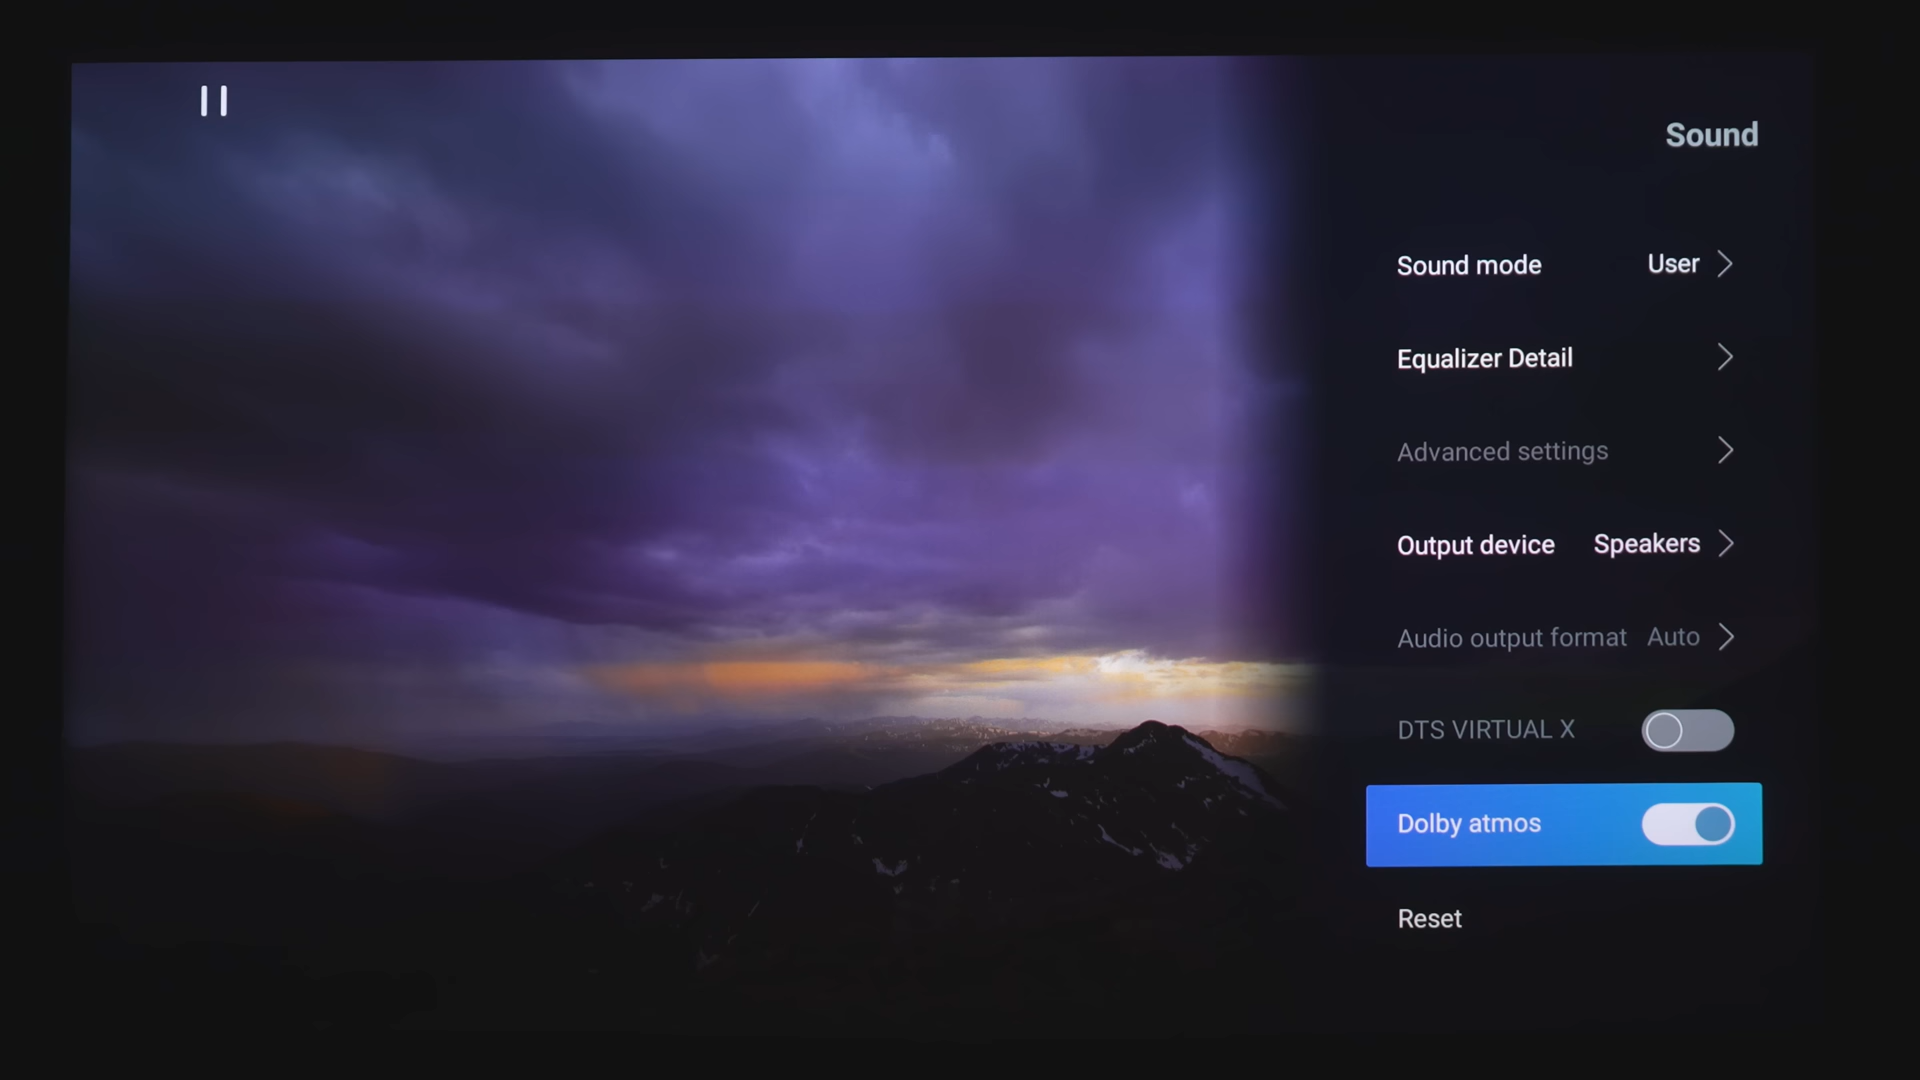 Sound
Sound mode User
Equalizer Detail
Advanced settings
Output device Speakers
Audio output format Auto
DTS VIRTUAL X
Dolby atmos
Reset